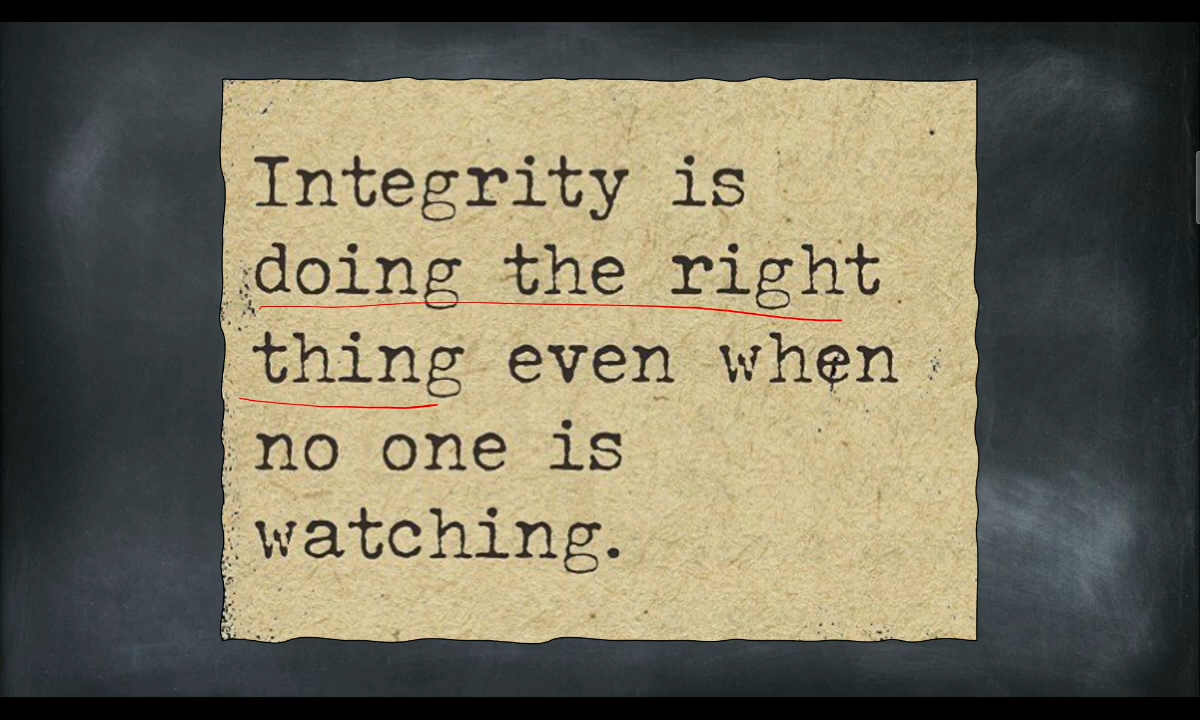 Integrity is
doing the right
thing even when
no one is
watching.